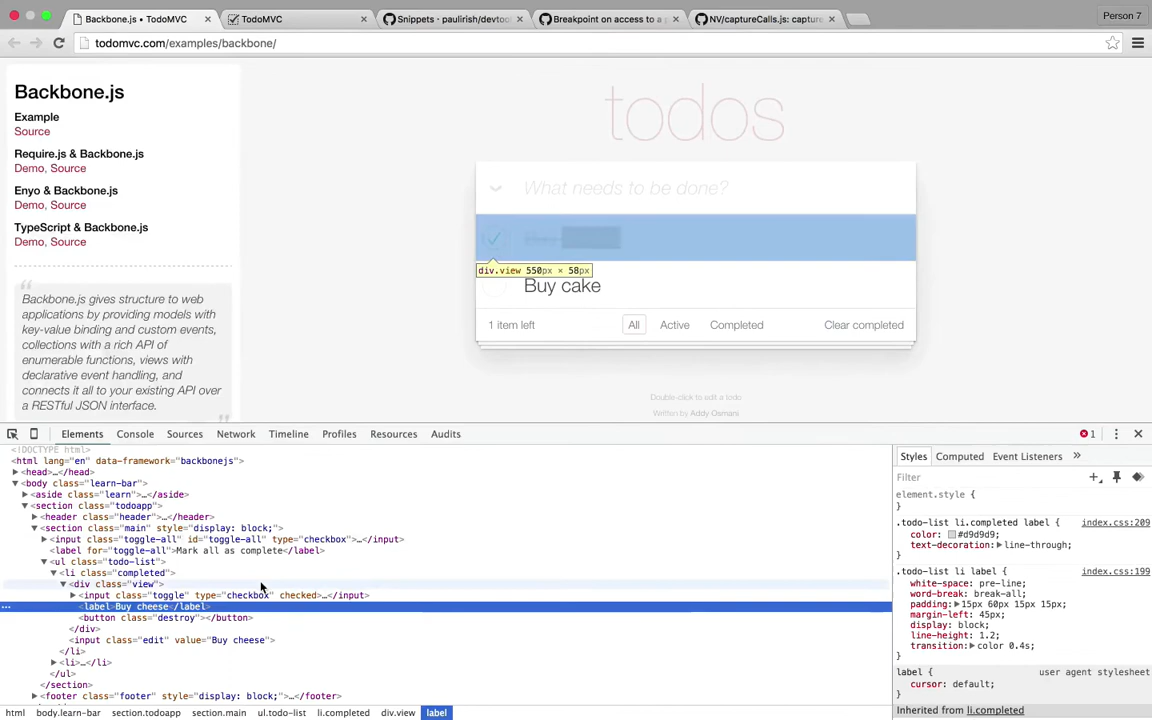 Backbone.js • TodoMVC
TodoMVC
Snippets - paulirish/devtool
Breakpoint on access to a p
NV/captureCalls.js: capture
Person 7
todomvc.com/examples/backbone/
Backbone.js
Example
Source
Require.js & Backbone.js
Demo, Source
Enyo & Backbone.js
Demo, Source
TypeScript & Backbone.js
Demo, Source
Backbone.js gives structure to web
applications by providing models with
key-value binding and custom events,
collections with a rich API of
enumerable functions, views with
declarative event handling, and
connects it all to your existing API over
a RESTful JSON interface.
todos
What needs to be done?
div.view 550px × 58px
Buy cake
1 item left
All
Active
Completed
Clear completed
Double-click to edit a todo
Written by Addy Osmani
Elements
Console
Sources
Network
Timeline
Profiles
Resources
Audits
1
<!DOCTYPE html>
<html lang="en" data-framework="backbonejs">
<head>…</head>
<body class="learn-bar">
<aside class="learn">…</aside>
<section class="todoapp">
<header class="header">…</header>
<section class="main" style="display: block;">
<input class="toggle-all" id="toggle-all" type="checkbox">…</input>
<label for="toggle-all">Mark all as complete</label>
<ul class="todo-list">
<li class="completed">
<div class="view">
<input class="toggle" type="checkbox" checked>…</input>
<label>Buy cheese</label>
<button class="destroy"></button>
</div>
<input class="edit" value="Buy cheese">
</li>
<li>…</li>
</ul>
</section>
<footer class="footer" style="display: block;">…</footer>
html
body.learn-bar
section.todoapp
section.main
ul.todo-list
li.completed
div.view
label
Styles
Computed
Event Listeners
»
Filter
element.style {
}
.todo-list li.completed label {
index.css:209
color: #d9d9d9;
text-decoration: line-through;
}
.todo-list li label {
index.css:199
white-space: pre-line;
word-break: break-all;
padding: 15px 60px 15px 15px;
margin-left: 45px;
display: block;
line-height: 1.2;
transition: color 0.4s;
}
label {
user agent stylesheet
cursor: default;
}
Inherited from li.completed